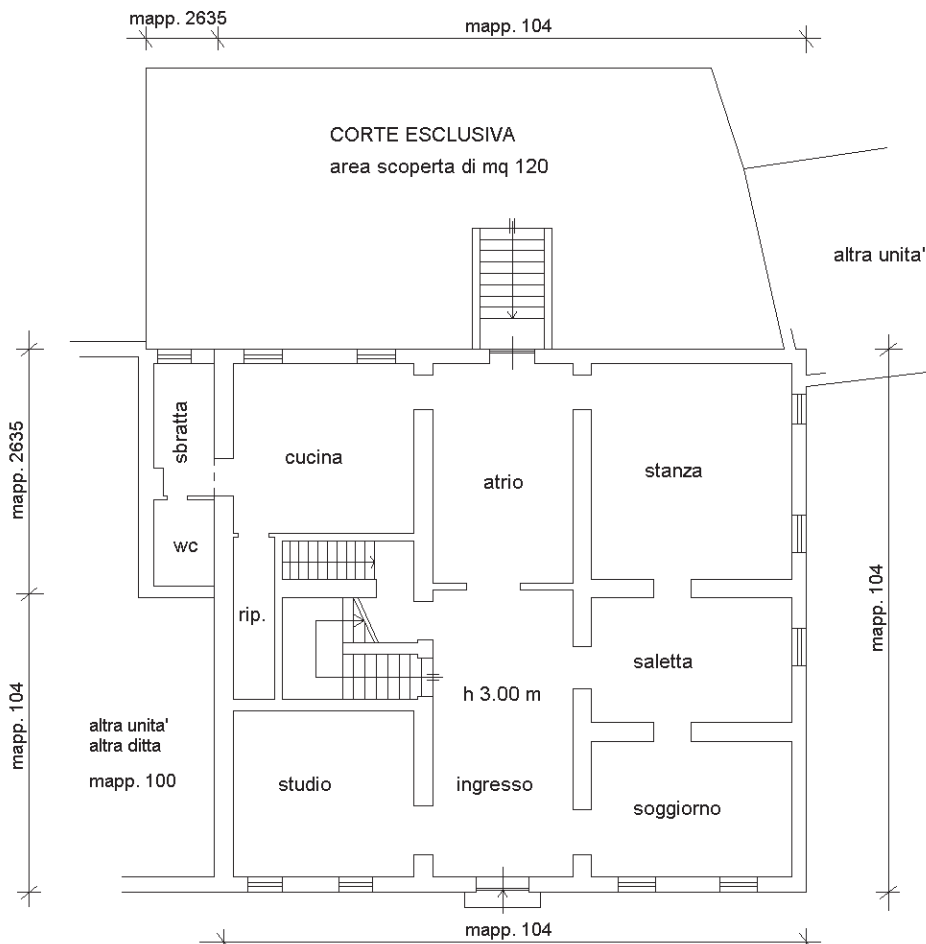 mapp. 2635
mapp. 104
CORTE ESCLUSIVA
area scoperta di mq 120
altra unita'
mapp. 2635
sbratta
cucina
atrio
stanza
wc
rip.
saletta
mapp. 104
h 3.00 m
mapp. 104
altra unita'
altra ditta
mapp. 100
studio
ingresso
soggiorno
mapp. 104